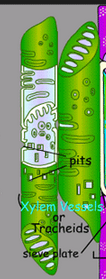 pits
Xylem Vessels
or
Tracheids
sieve plate